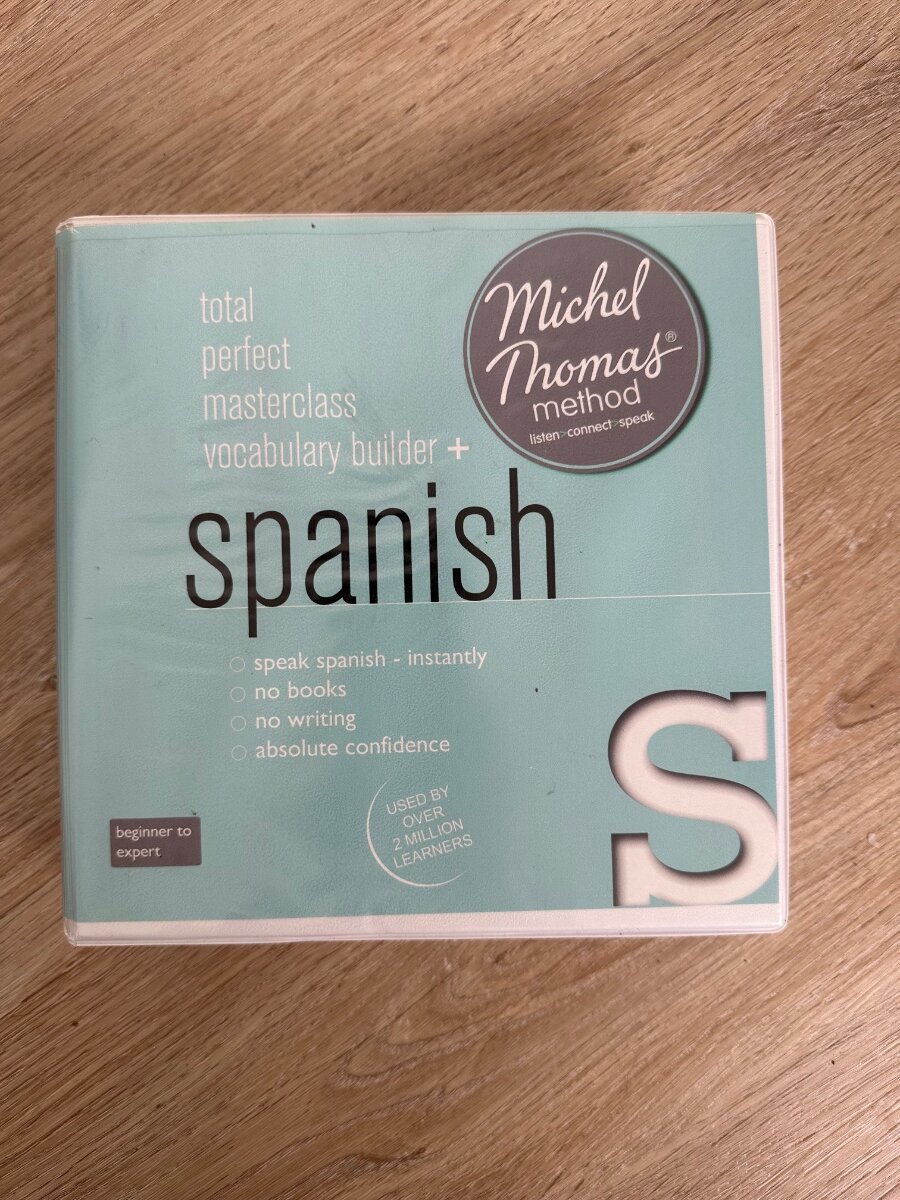 total
perfect
masterclass
vocabulary builder +
spanish
Michel
Thomas®
method
listen>connect>speak
speak spanish - instantly
no books
no writing
absolute confidence
USED BY
OVER
2 MILLION
LEARNERS
beginner to
expert
S